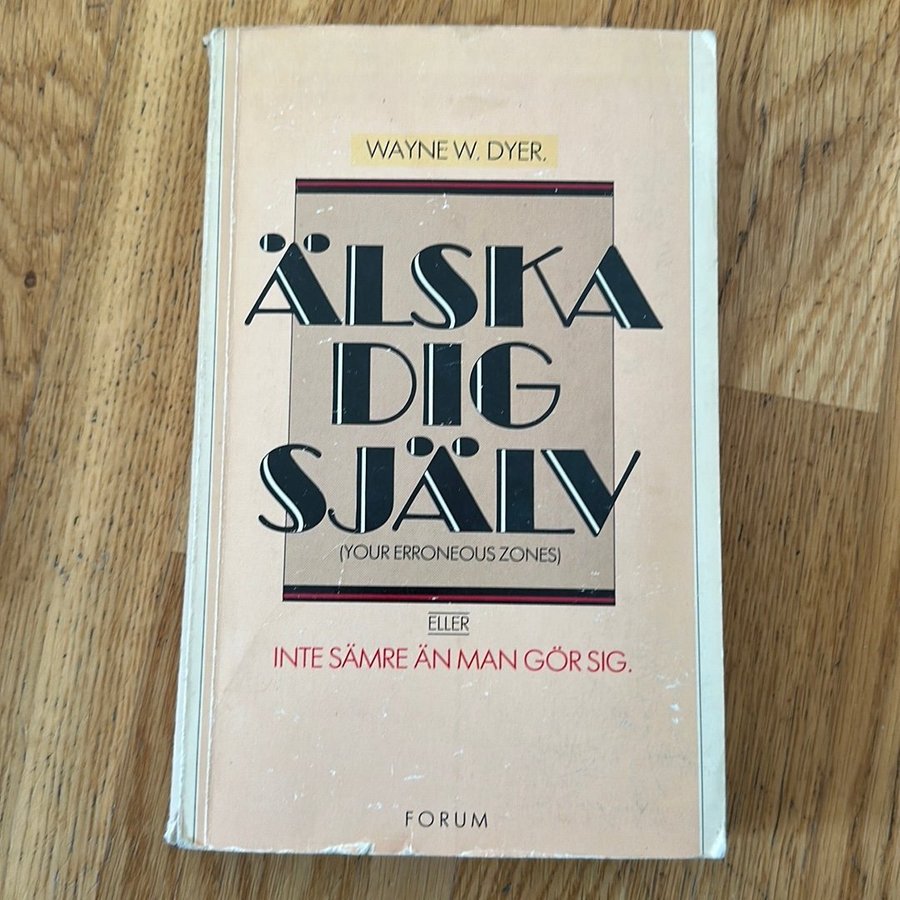 WAYNE W. DYER.
ÄLSKA
DIG
SJÄLV
(YOUR ERRONEOUS ZONES)
ELLER
INTE SÄMRE ÄN MAN GÖR SIG.
FORUM